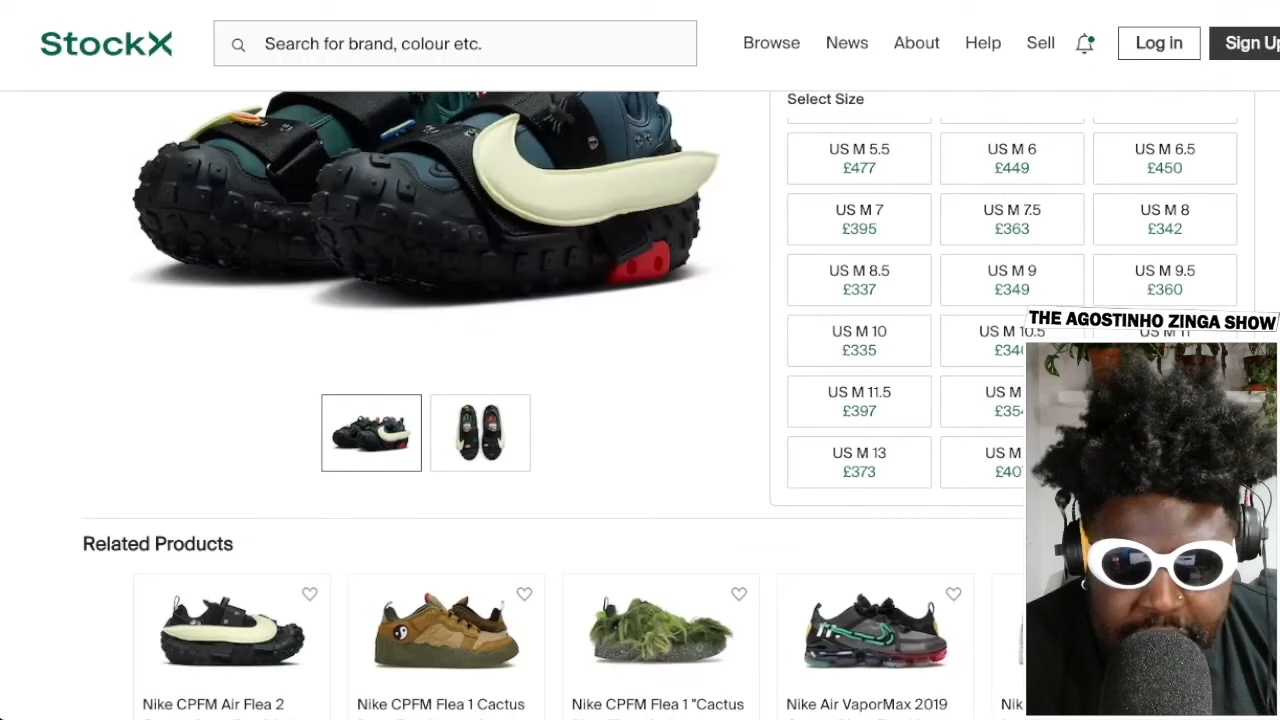 StockX
Search for brand, colour etc.
Browse News About Help Sell Log in Sign Up
Select Size
US M 5.5 US M 6 US M 6.5
£477 £449 £450
US M 7 US M 7.5 US M 8
£395 £363 £342
US M 8.5 US M 9 US M 9.5
£337 £349 £360
THE AGOSTINHO ZINGA SHOW
US M 10 US M 10.5 US M 11
£335
US M 11.5 US M
£397
US M 13 US M
£373
Related Products
Nike CPFM Air Flea 2
Nike CPFM Flea 1 Cactus
Nike CPFM Flea 1 "Cactus
Nike Air VaporMax 2019